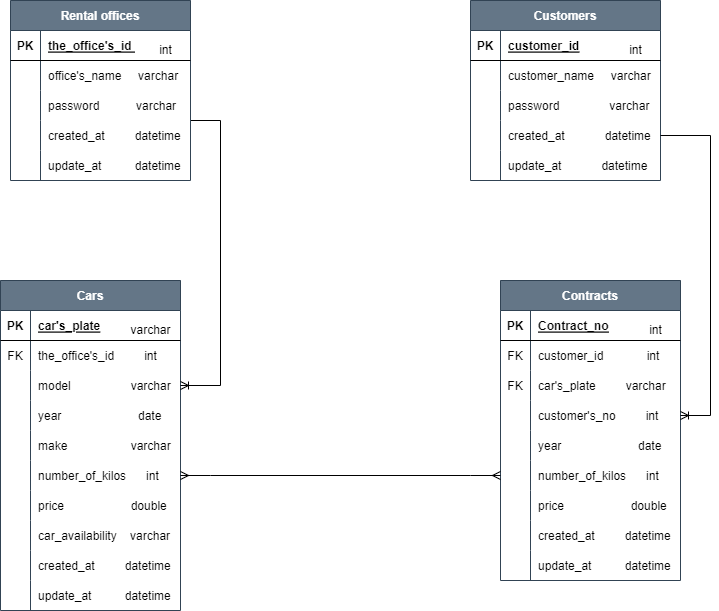 Rental offices
PK the_office's_id int
office's_name varchar
password varchar
created_at datetime
update_at datetime
Customers
PK customer_id int
customer_name varchar
password varchar
created_at datetime
update_at datetime
Cars
PK car's_plate varchar
FK the_office's_id int
model varchar
year date
make varchar
number_of_kilos int
price double
car_availability varchar
created_at datetime
update_at datetime
Contracts
PK Contract_no int
FK customer_id int
FK car's_plate varchar
customer's_no int
year date
number_of_kilos int
price double
created_at datetime
update_at datetime